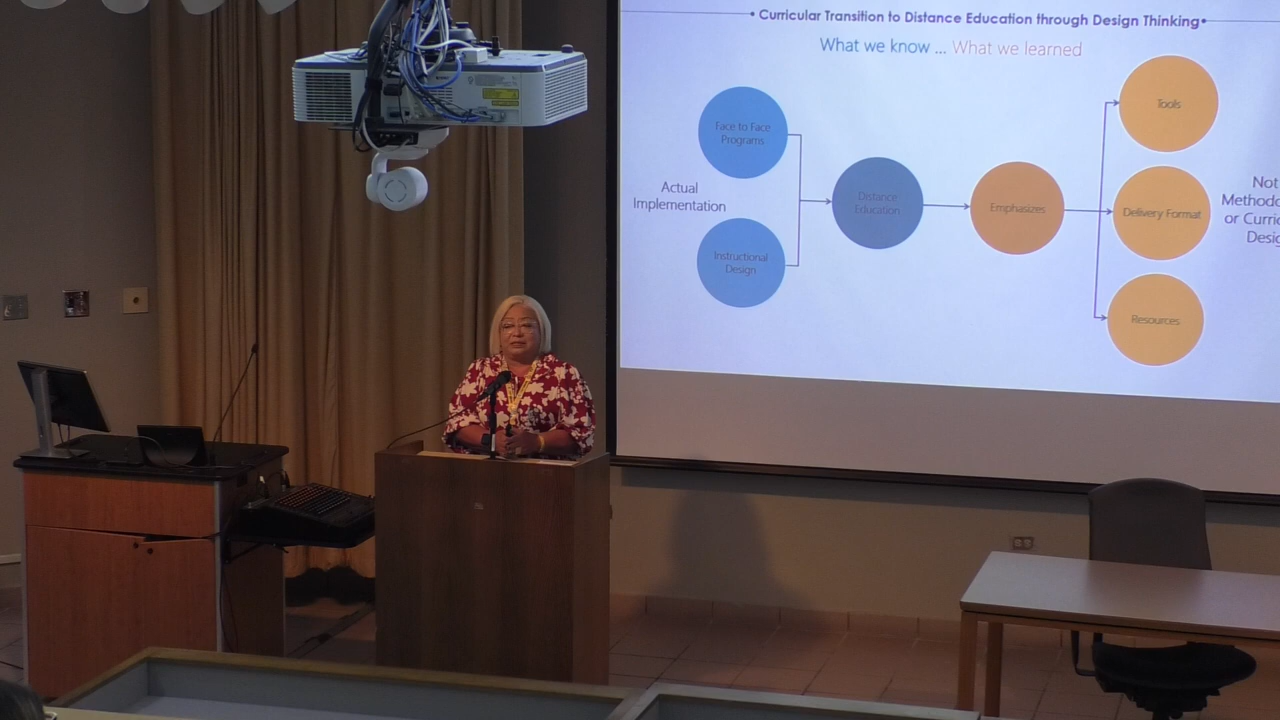 • Curricular Transition to Distance Education through Design Thinking•
What we know ... What we learned
Face to Face
Programs
Actual
Implementation
Instructional
Design
Distance
Education
Emphasizes
Tools
Delivery Format
Resources
Not
or